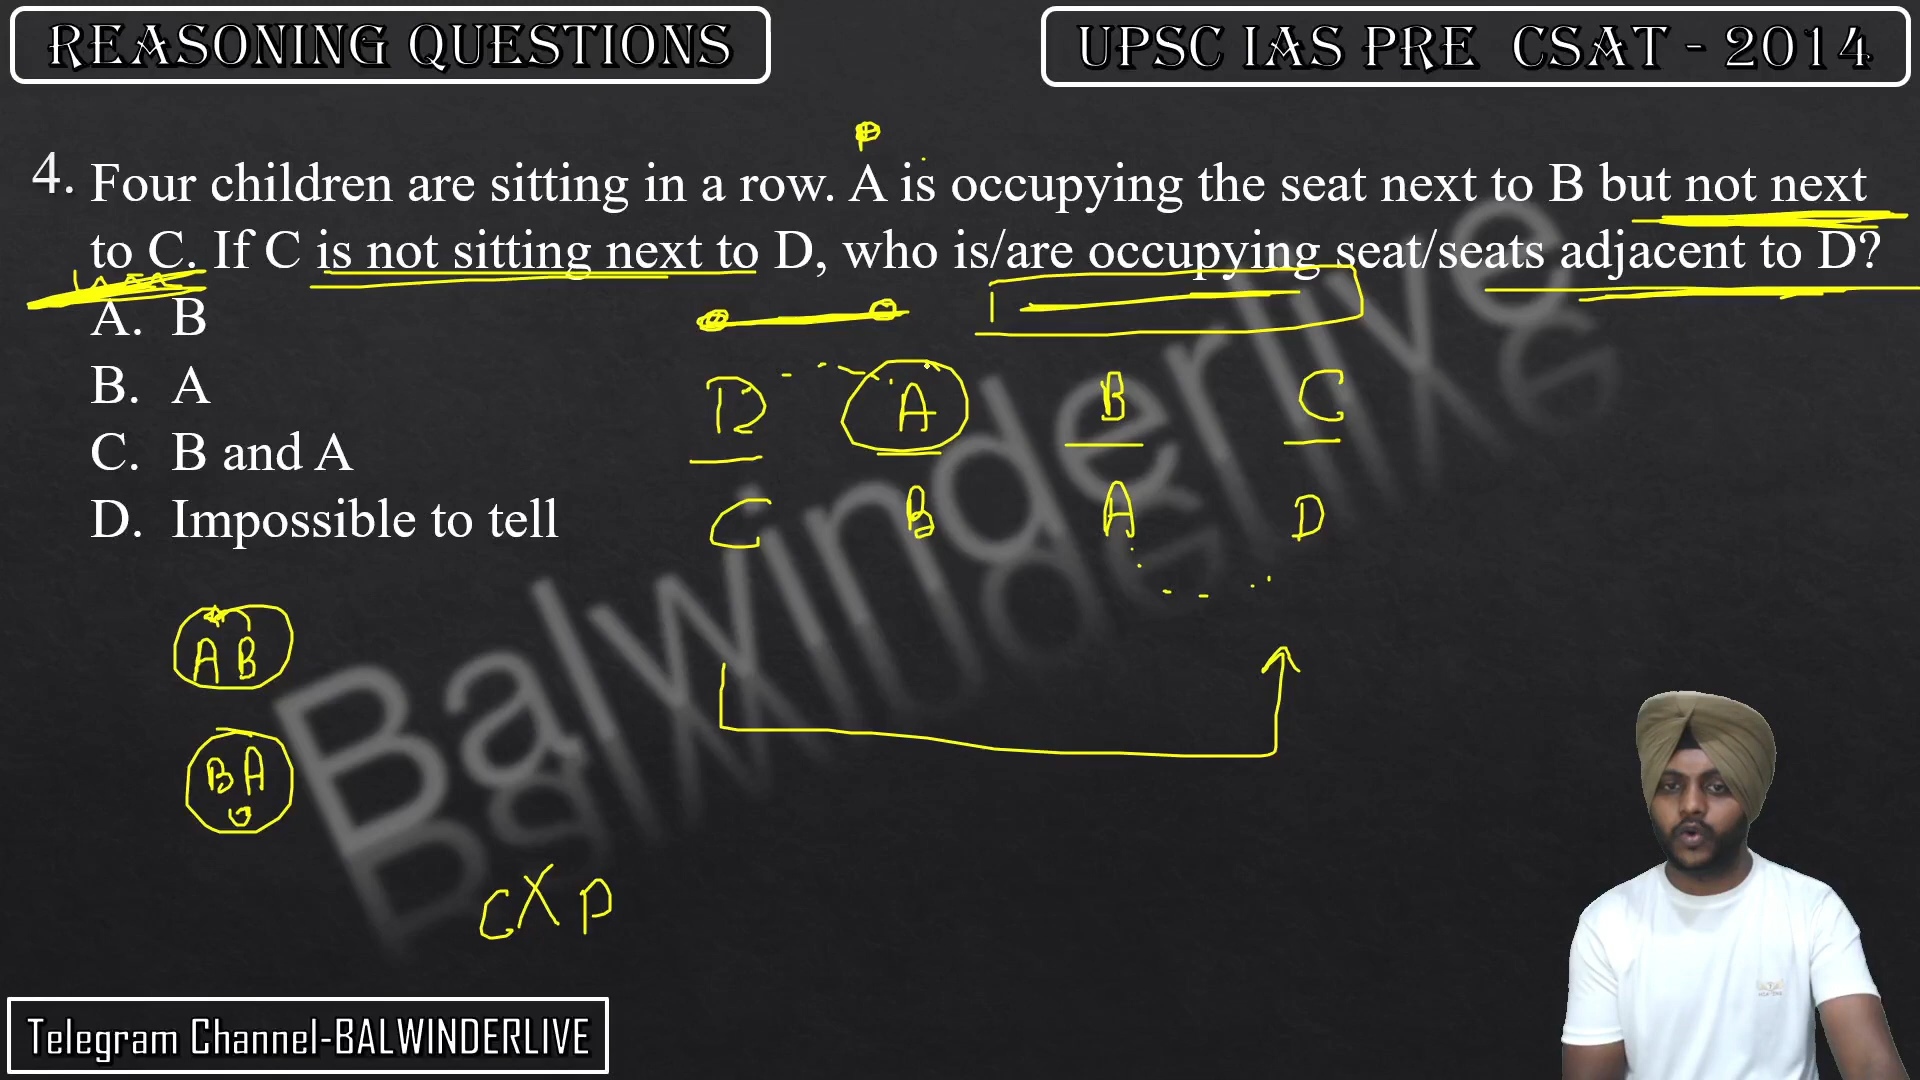 REASONING QUESTIONS
UPSC IAS PRE CSAT - 2014
4. Four children are sitting in a row. A is occupying the seat next to B but not next
to C. If C is not sitting next to D, who is/are occupying seat/seats adjacent to D?
A. B
B. A
C. B and A
D. Impossible to tell
D A B C
C B A D
A B
B A
C X D
Balwinderlive
Telegram Channel-BALWINDERLIVE